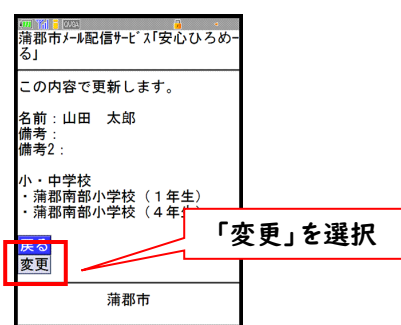 蒲郡市ﾒｰﾙ配信ｻｰﾋﾞｽ｢安心ひろめｰ
る｣
この内容で更新します。
名前：山田　太郎
備考：
備考2：
小・中学校
・蒲郡南部小学校（１年生）
・蒲郡南部小学校（４年生）
戻る
変更
「変更」を選択
蒲郡市